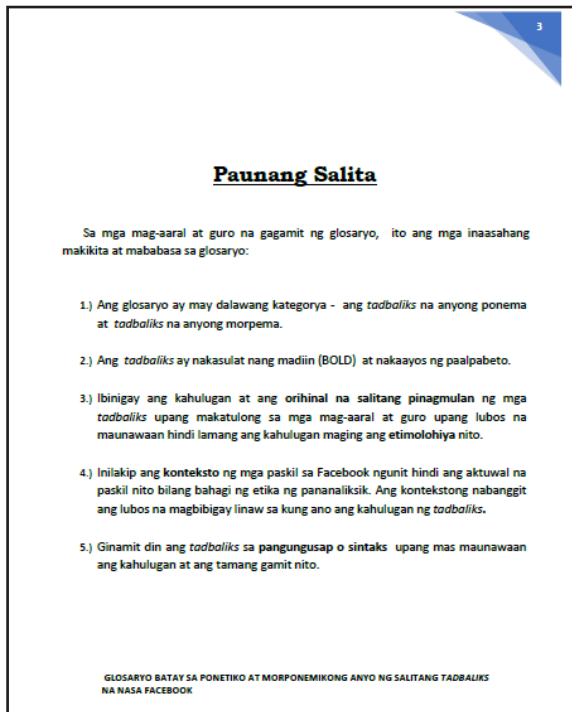 3
Paunang Salita
Sa mga mag-aaral at guro na gagamit ng glosaryo, ito ang mga inaasahang
makikita at mababasa sa glosaryo:
1.) Ang glosaryo ay may dalawang kategorya - ang tadbaliks na anyong ponema
at tadbaliks na anyong morpema.
2.) Ang tadbaliks ay nakasulat nang madiin (BOLD) at nakaayos ng paalpabeto.
3.) Ibinigay ang kahulugan at ang orihinal na salitang pinagmulan ng mga
tadbaliks upang makatulong sa mga mag-aaral at guro upang lubos na
maunawaan hindi lamang ang kahulugan maging ang etimolohiya nito.
4.) Inilakip ang konteksto ng mga paskil sa Facebook ngunit hindi ang aktuwal na
paskil nito bilang bahagi ng etika ng pananaliksik. Ang kontekstong nabanggit
ang lubos na magbibigay linaw sa kung ano ang kahulugan ng tadbaliks.
5.) Ginamit din ang tadbaliks sa pangungusap o sintaks upang mas maunawaan
ang kahulugan at ang tamang gamit nito.
GLOSARYO BATAY SA PONETIKO AT MORPONEMIKONG ANYO NG SALITANG TADBALIKS
NA NASA FACEBOOK